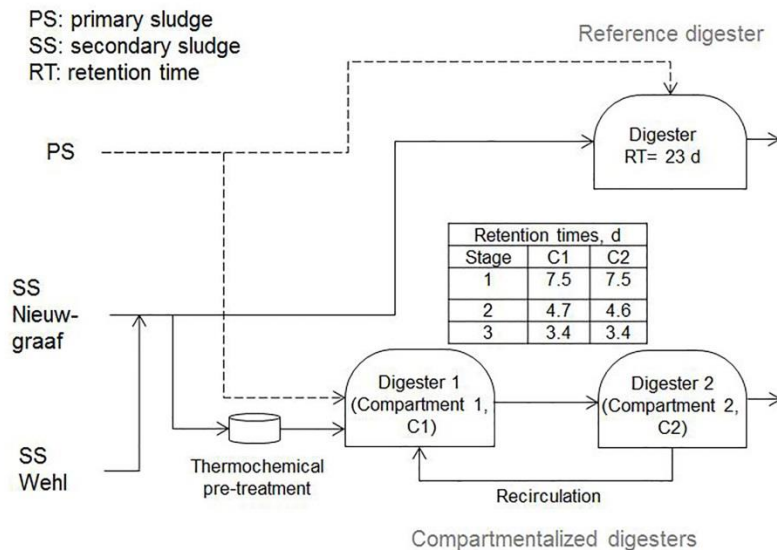 PS: primary sludge
SS: secondary sludge
RT: retention time
Reference digester
PS
Digester
RT= 23 d
Retention times, d
Stage C1 C2
1 7.5 7.5
2 4.7 4.6
3 3.4 3.4
SS
Nieuw-
graaf
Digester 1
(Compartment 1,
C1)
Digester 2
(Compartment 2,
C2)
SS
Wehl
Thermochemical
pre-treatment
Recirculation
Compartmentalized digesters